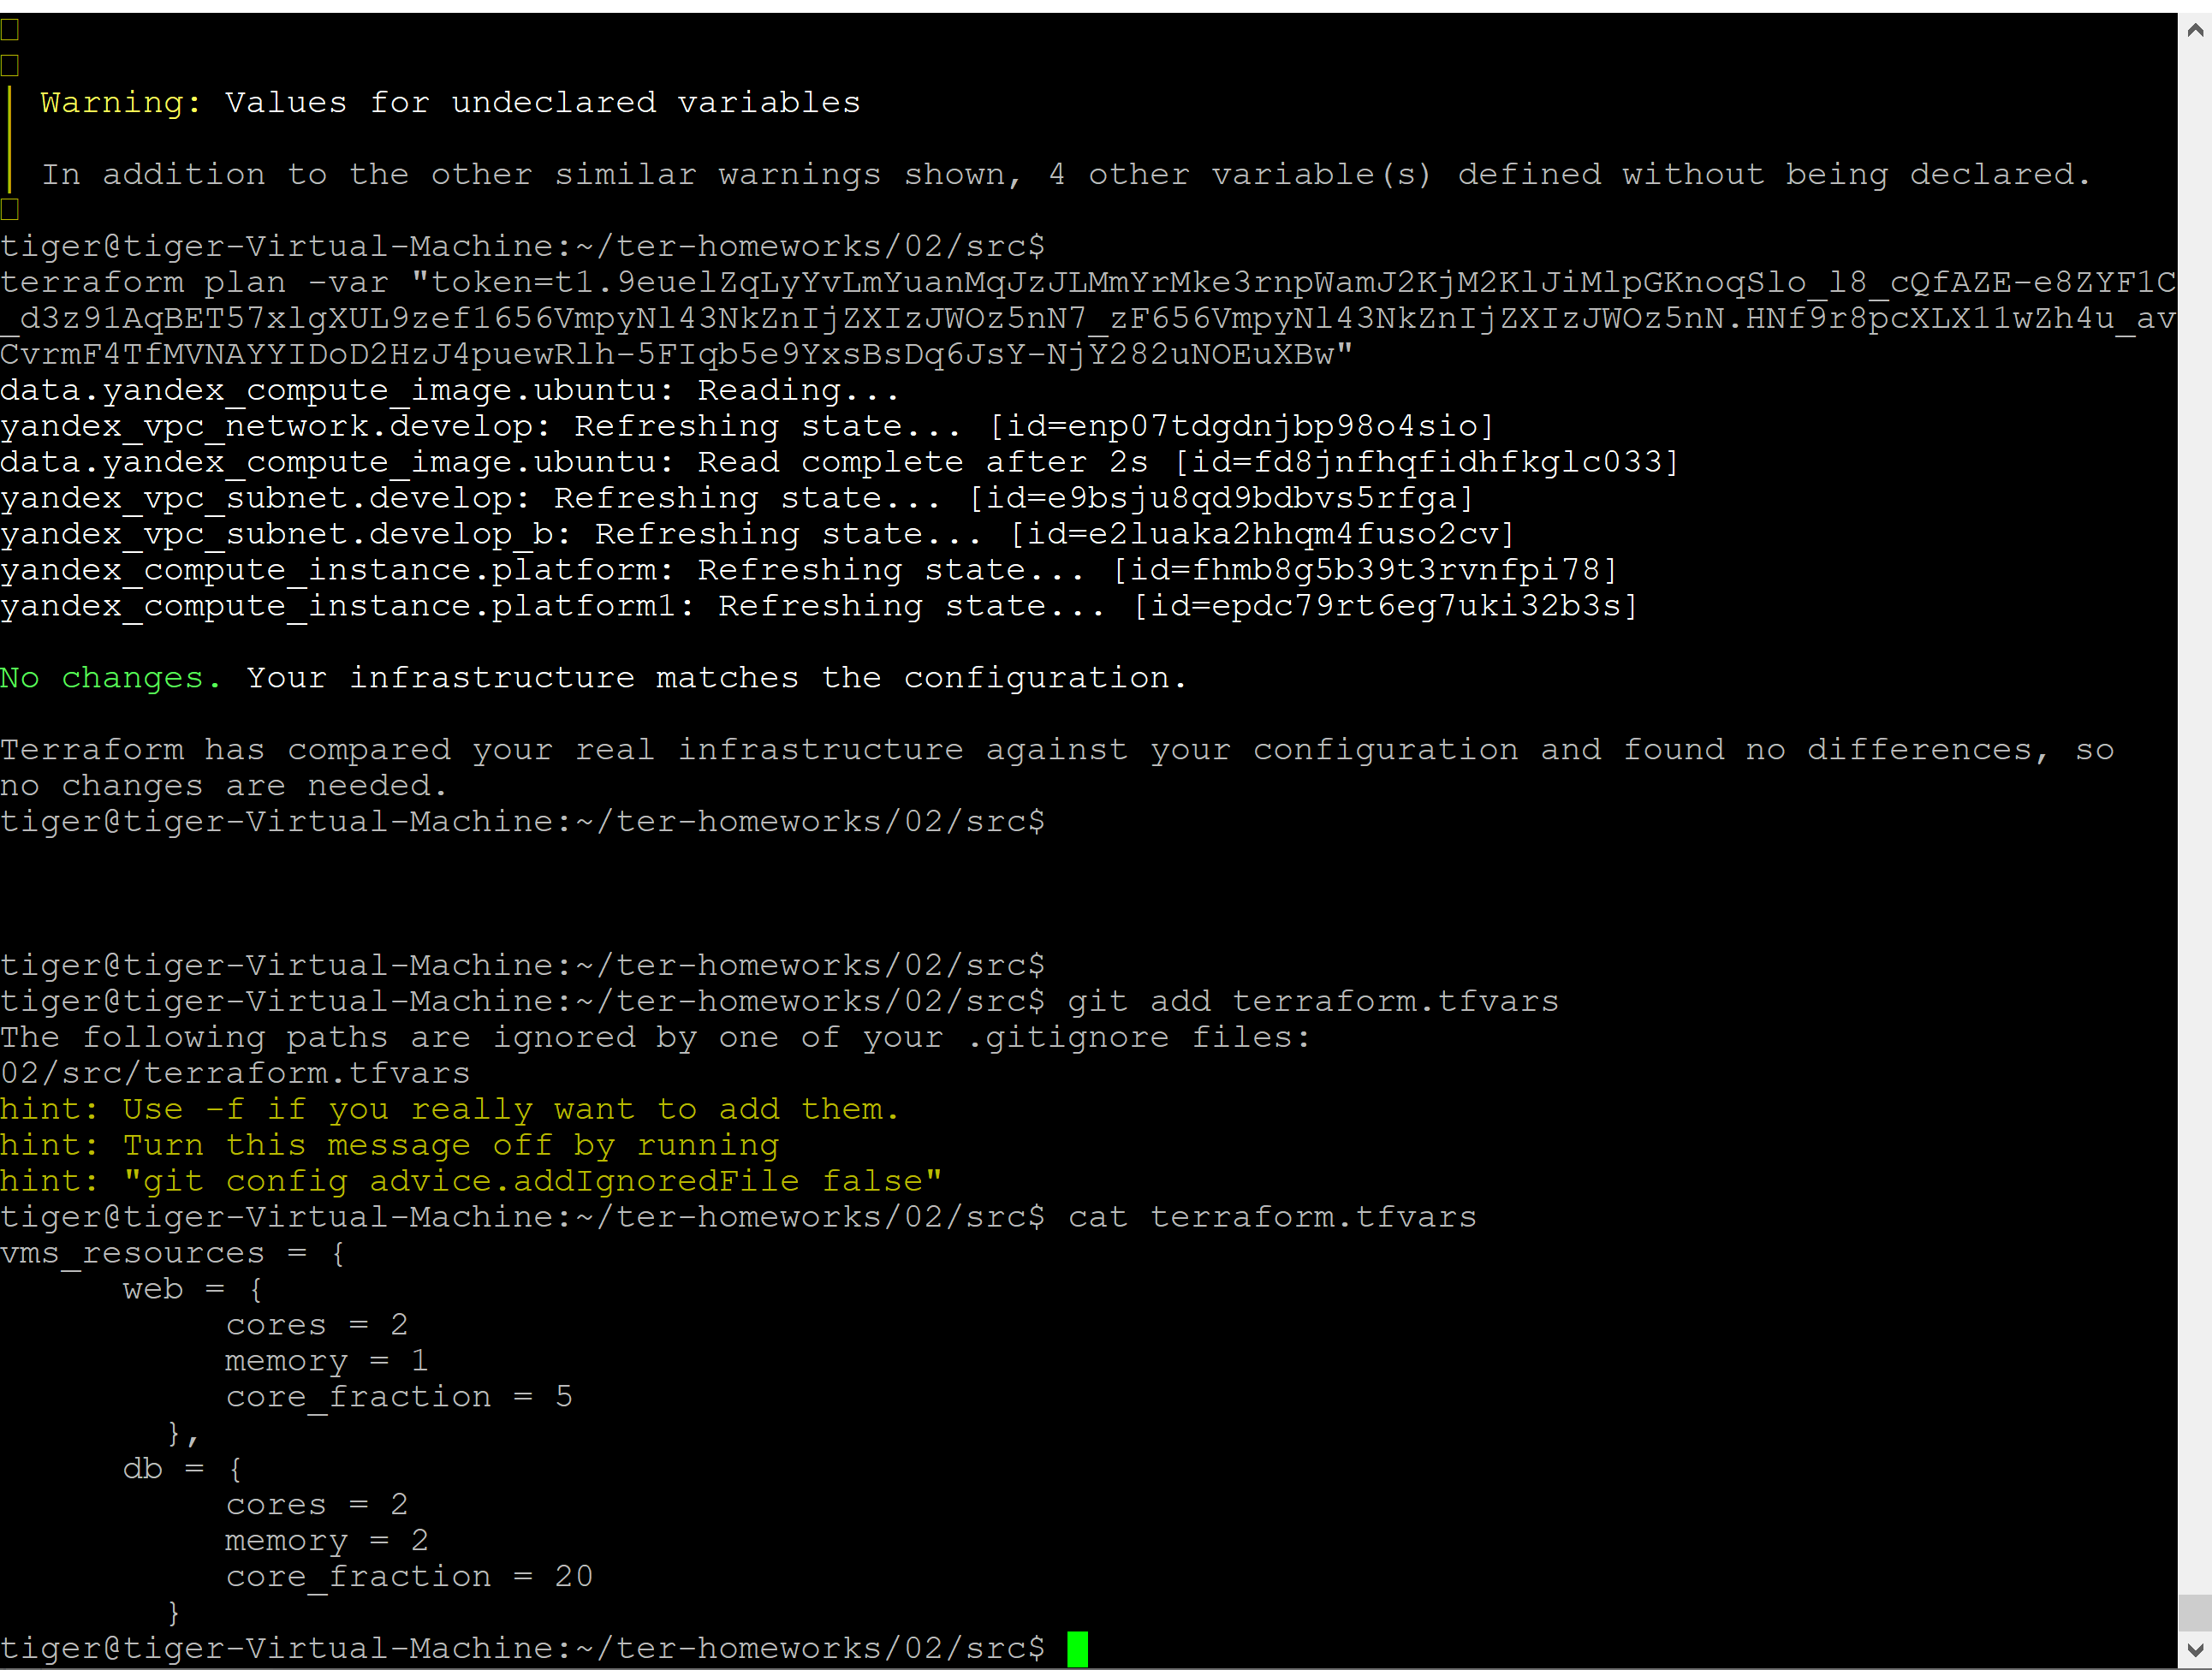 Warning: Values for undeclared variables
In addition to the other similar warnings shown, 4 other variable(s) defined without being declared.
tiger@tiger-Virtual-Machine:~/ter-homeworks/02/src$
terraform plan -var "token=t1.9euelZqLyYvLmYuanMqJzJLMmYrMke3rnpWamJ2KjM2KlJiMlpGKnoqSlo_l8_cQfAZE-e8ZYF1C
_d3z91AqBET57xlgXUL9zef1656VmpyNl43NkZnIjZXIzJWOz5nN7_zF656VmpyNl43NkZnIjZXIzJWOz5nN.HNf9r8pcXLX11wZh4u_av
CvrmF4TfMVNAYYIDoD2HzJ4puewRlh-5FIqb5e9YxsBsDq6JsY-NjY282uNOEuXBw"
data.yandex_compute_image.ubuntu: Reading...
yandex_vpc_network.develop: Refreshing state... [id=enp07tdgdnjbp98o4sio]
data.yandex_compute_image.ubuntu: Read complete after 2s [id=fd8jnfhqfidhfkglc033]
yandex_vpc_subnet.develop: Refreshing state... [id=e9bsju8qd9bdbvs5rfga]
yandex_vpc_subnet.develop_b: Refreshing state... [id=e2luaka2hhqm4fuso2cv]
yandex_compute_instance.platform: Refreshing state... [id=fhmb8g5b39t3rvnfpi78]
yandex_compute_instance.platform1: Refreshing state... [id=epdc79rt6eg7uki32b3s]
No changes. Your infrastructure matches the configuration.
Terraform has compared your real infrastructure against your configuration and found no differences, so
no changes are needed.
tiger@tiger-Virtual-Machine:~/ter-homeworks/02/src$
tiger@tiger-Virtual-Machine:~/ter-homeworks/02/src$
tiger@tiger-Virtual-Machine:~/ter-homeworks/02/src$ git add terraform.tfvars
The following paths are ignored by one of your .gitignore files:
02/src/terraform.tfvars
hint: Use -f if you really want to add them.
hint: Turn this message off by running
hint: "git config advice.addIgnoredFile false"
tiger@tiger-Virtual-Machine:~/ter-homeworks/02/src$ cat terraform.tfvars
vms_resources = {
web = {
cores = 2
memory = 1
core_fraction = 5
},
db = {
cores = 2
memory = 2
core_fraction = 20
}
tiger@tiger-Virtual-Machine:~/ter-homeworks/02/src$